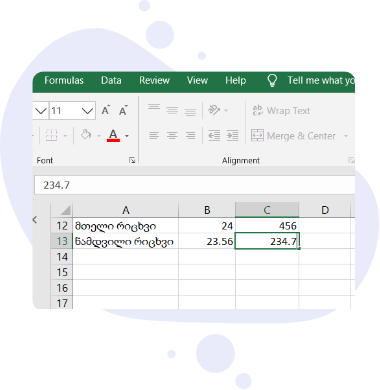 Formulas Data Review View Help Tell me what yo
11 A A Wrap Text
A Merge & Center
Font Alignment
234.7
A B C D
12 მთელი რიცხვი 24 456
13 ნამდვილი რიცხვი 23.56 234.7
14
15
16
17